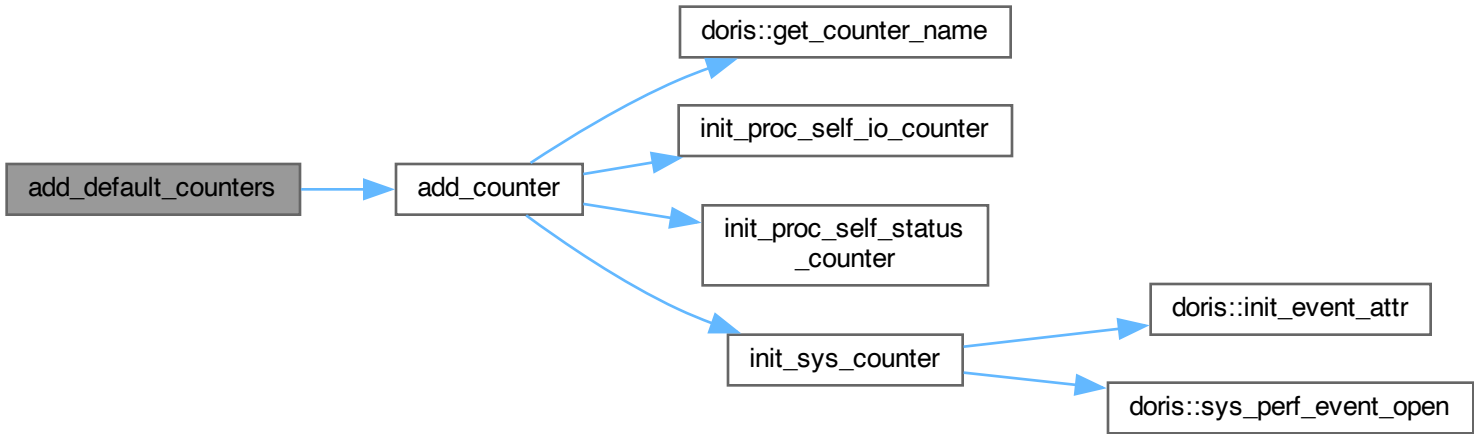 add_default_counters
add_counter
doris::get_counter_name
init_proc_self_io_counter
init_proc_self_status
_counter
init_sys_counter
doris::init_event_attr
doris::sys_perf_event_open